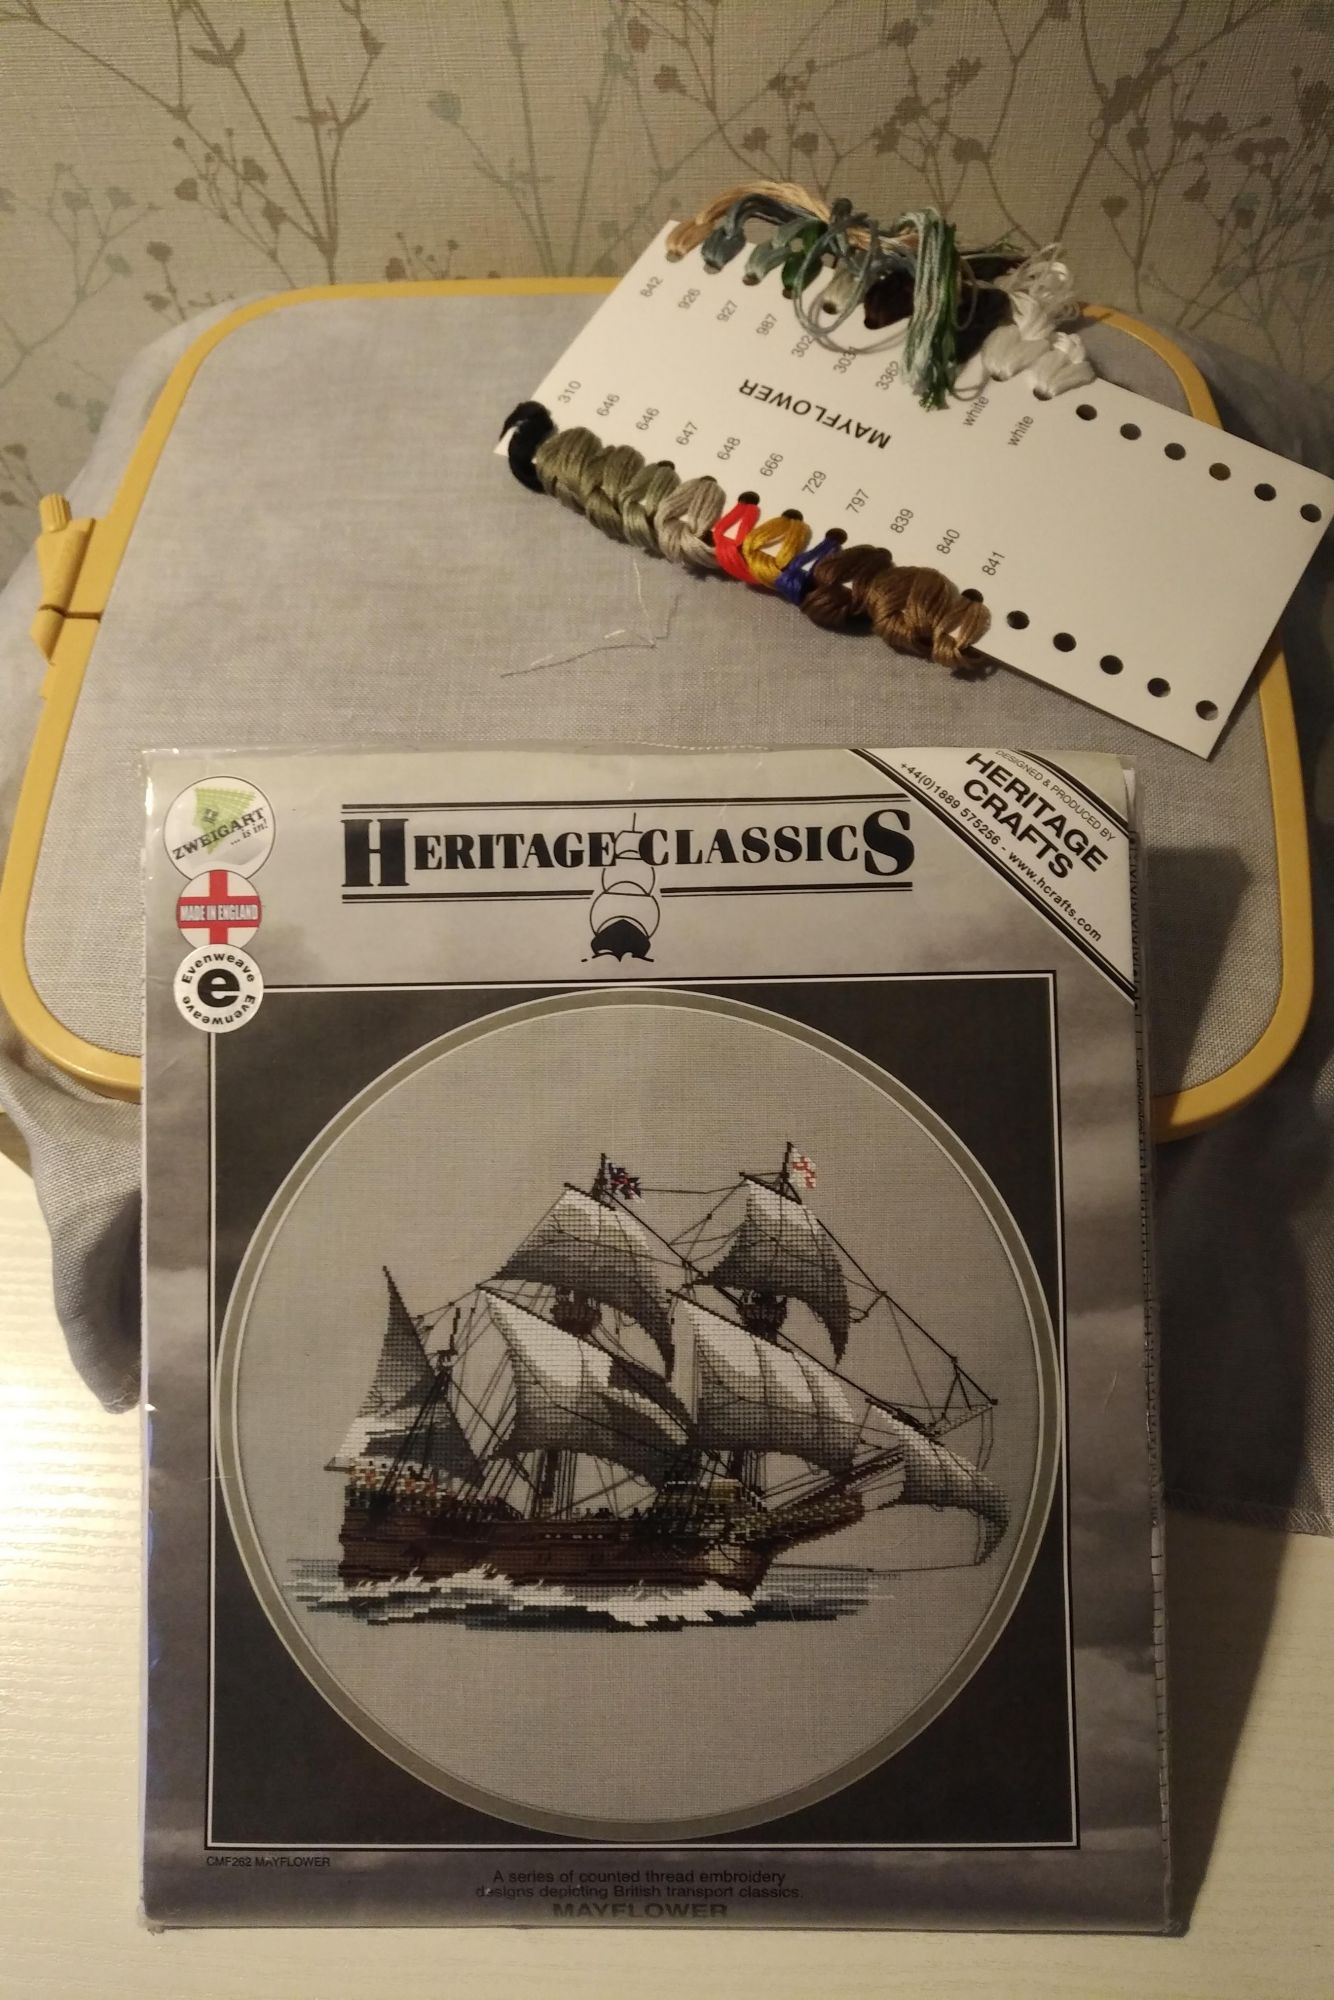 642
926
927
987
3031
3362
white
white
MAYFLOWER
310
646
646
647
648
666
729
797
839
840
841
ZWEIGART
... is in!
MADE IN ENGLAND
Evenweave
e
Evenweave
HERITAGE CLASSICS
DESIGNED & PRODUCED BY
HERITAGE
CRAFTS
+44(0)1889 575256 - www.hcrafts.com
CMF262 MAYFLOWER
A series of counted thread embroidery
designs depicting British transport classics.
MAYFLOWER